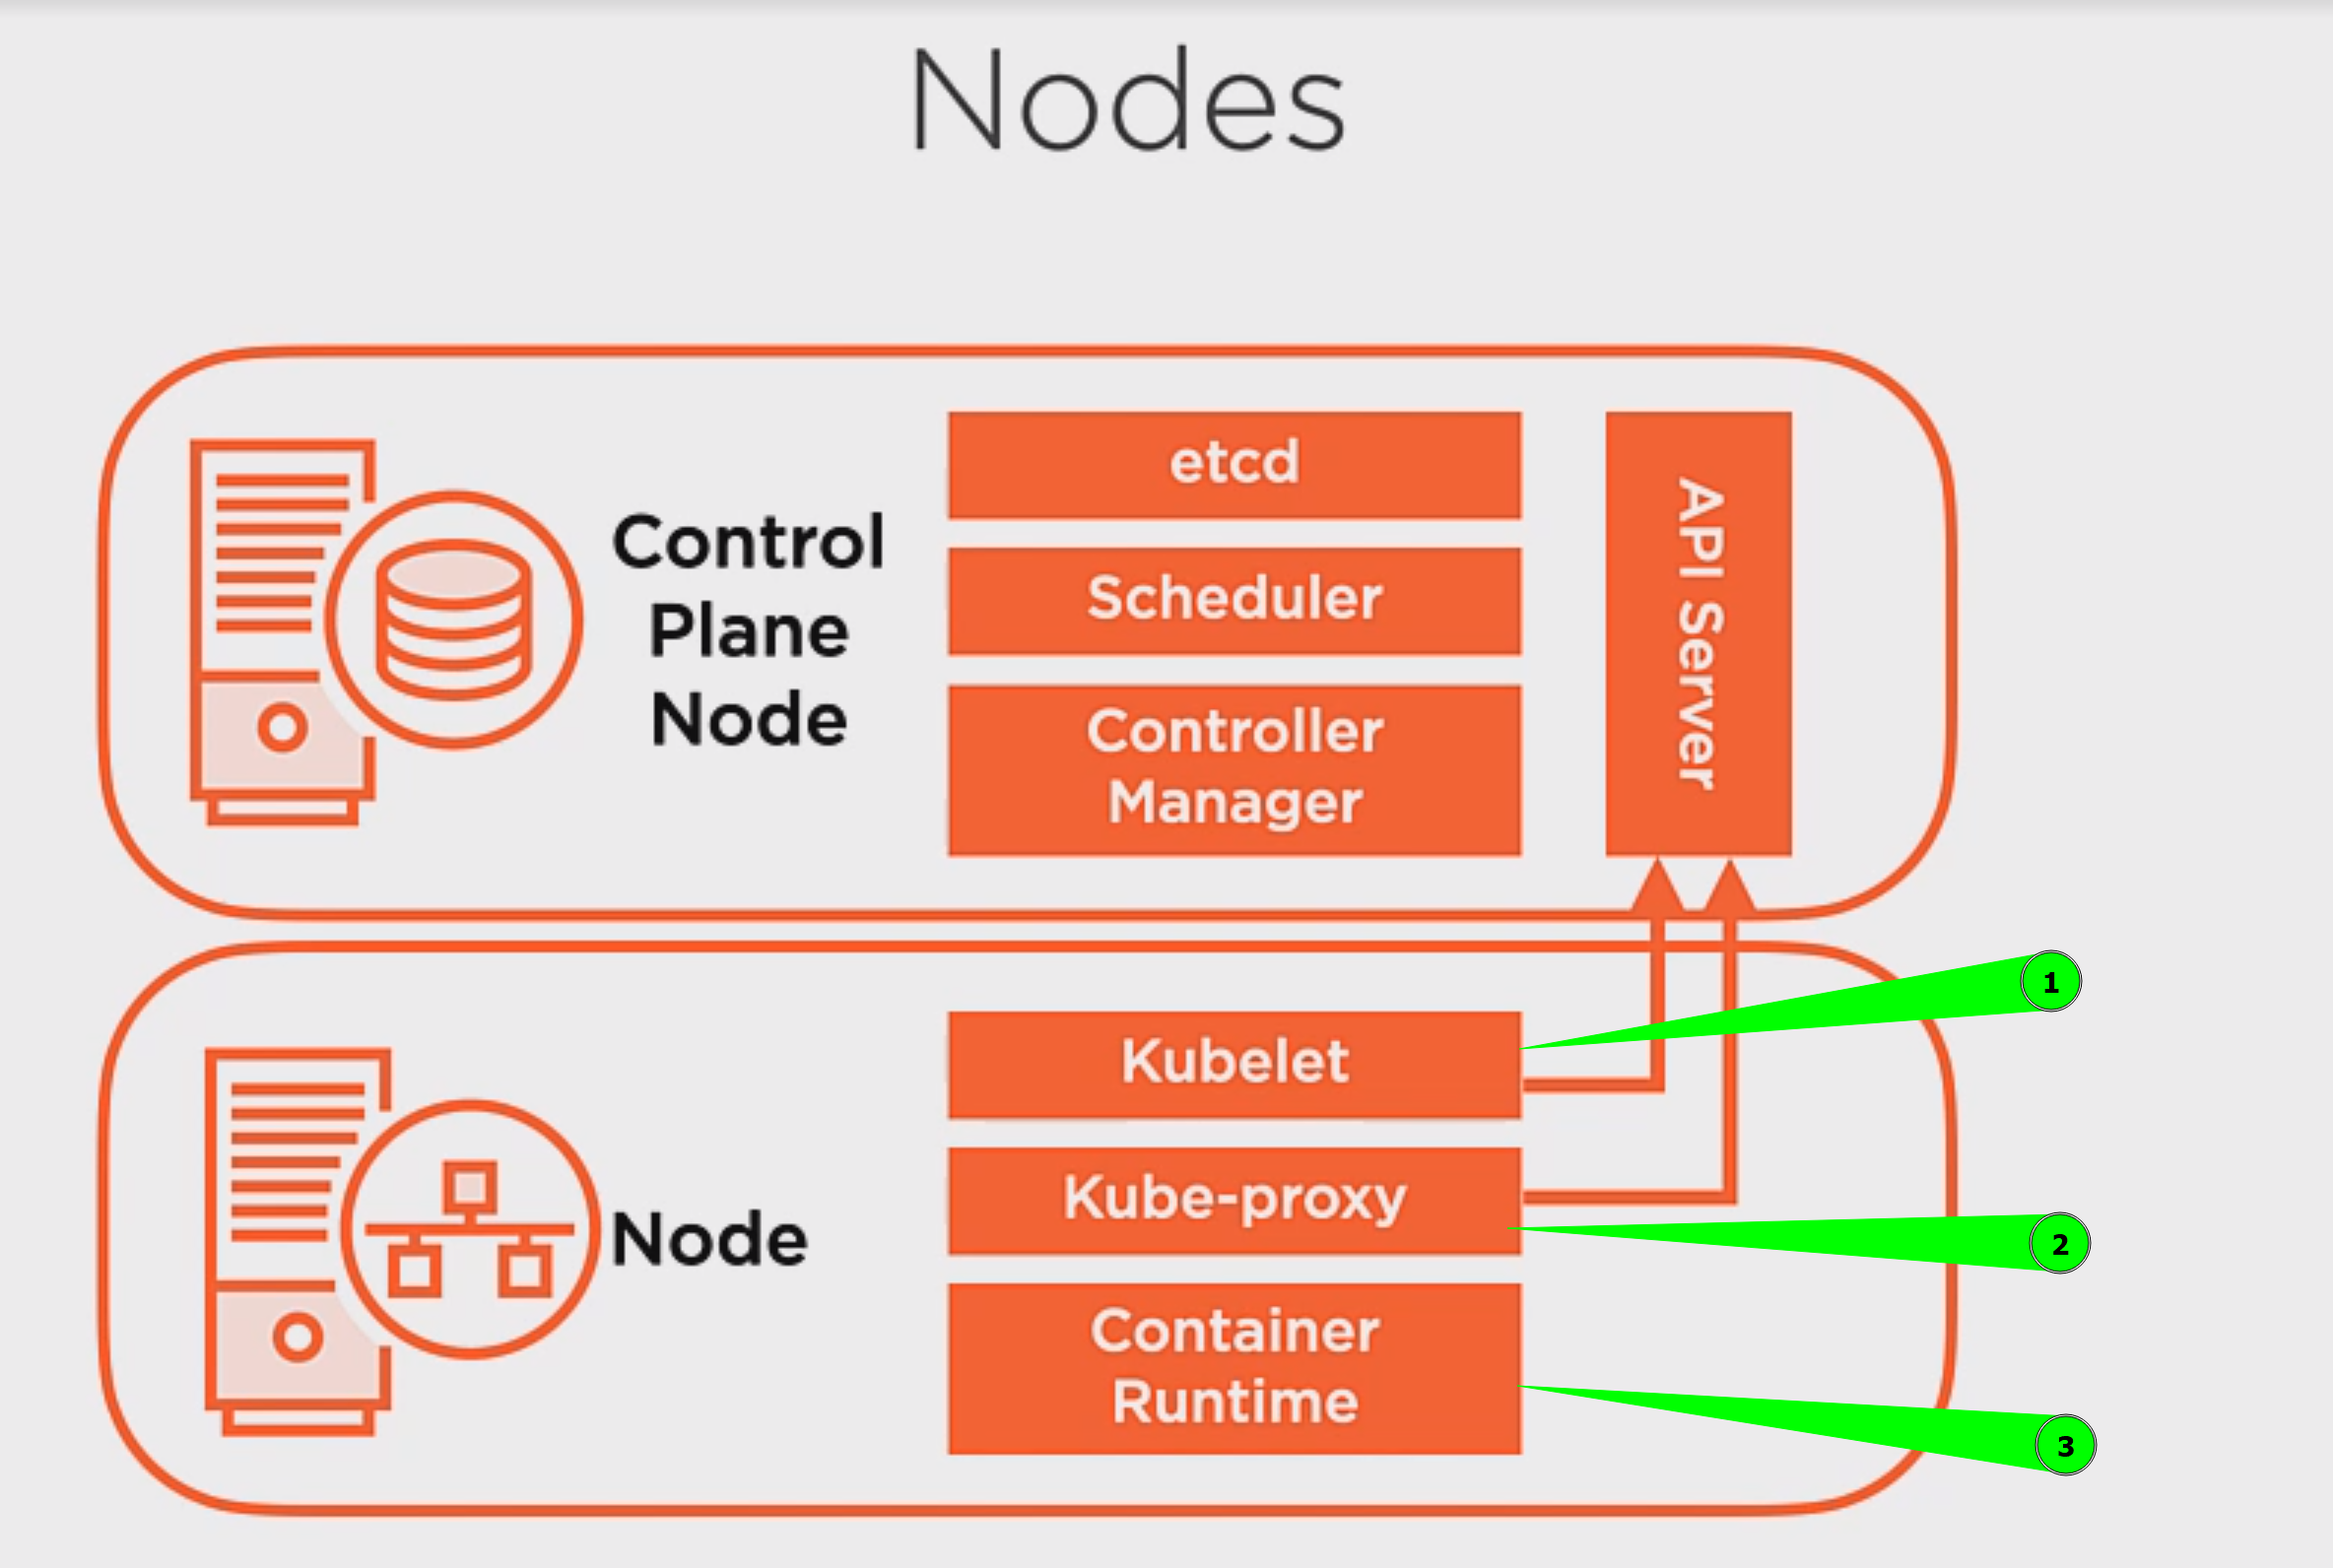 Nodes
Control
Plane
Node
etcd
Scheduler
Controller
Manager
API Server
Node
Kubelet
Kube-proxy
Container
Runtime
1
2
3